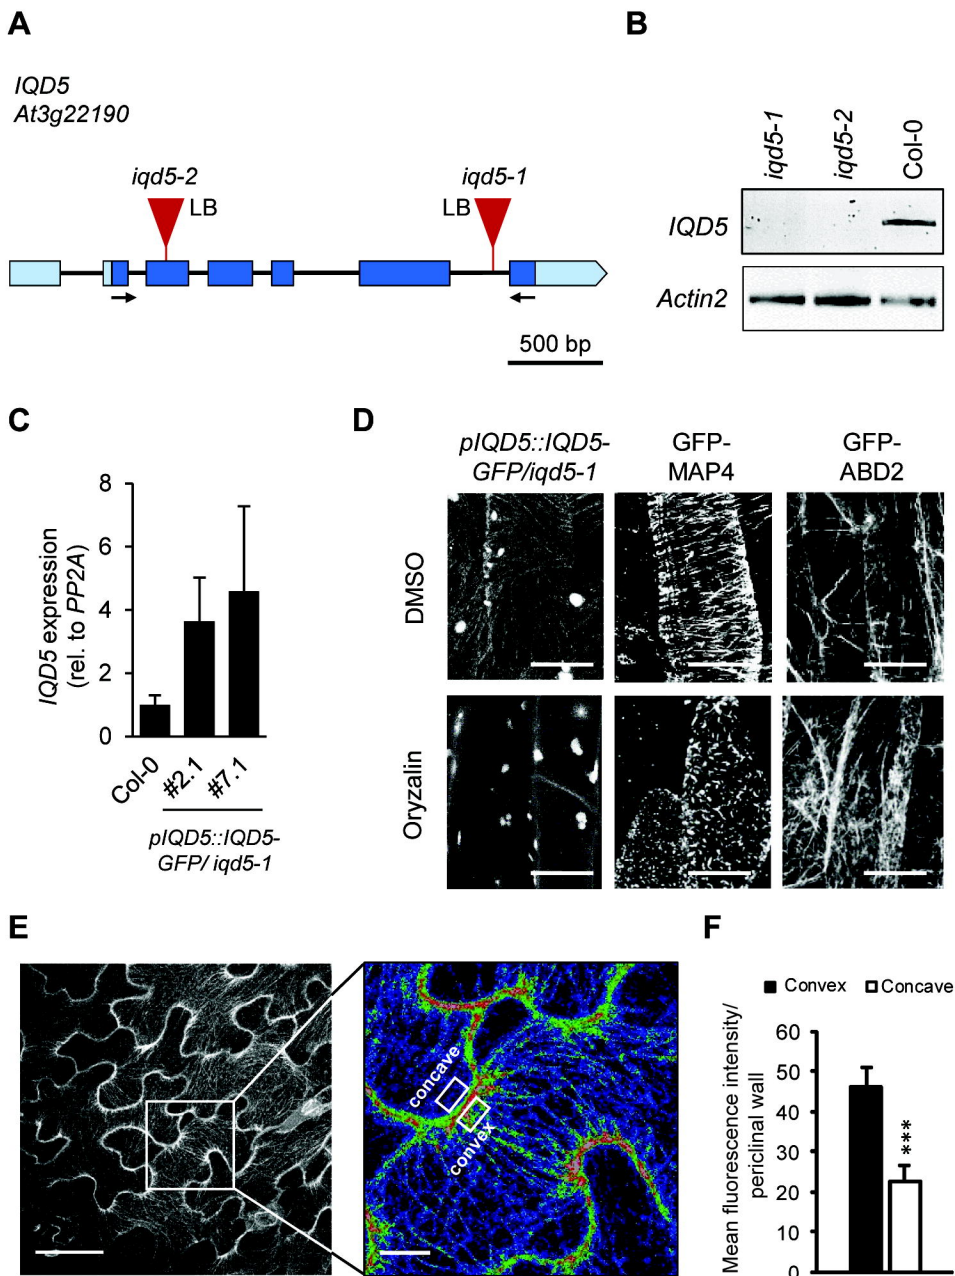 A
IQD5
At3g22190
iqd5-2
LB
iqd5-1
LB
500 bp
B
iqd5-1
iqd5-2
Col-0
IQD5
Actin2
C
IQD5 expression
(rel. to PP2A)
8
6
4
2
0
Col-0
#2.1
#7.1
pIQD5::IQD5-
GFP/ iqd5-1
D
pIQD5::IQD5-
GFP/iqd5-1
GFP-
MAP4
GFP-
ABD2
DMSO
Oryzalin
E
concave
convex
F
Convex
Concave
Mean fluorescence intensity/
periclinal wall
60
50
40
30
20
10
0
***